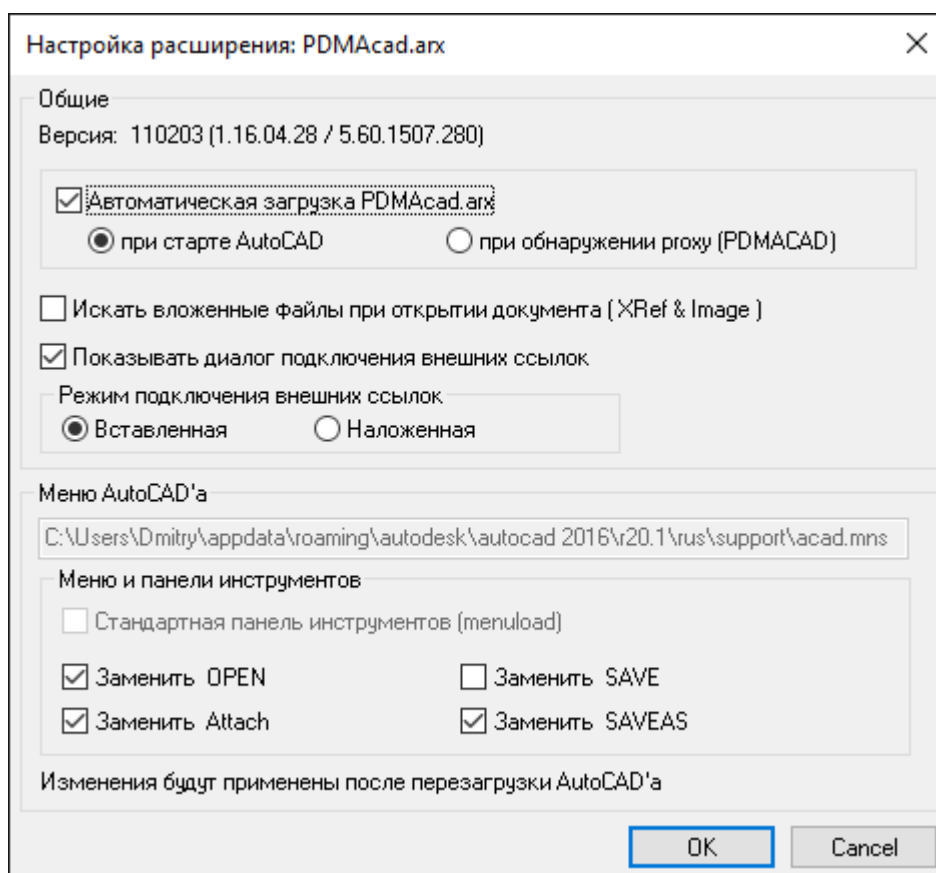 Настройка расширения: PDMAcad.arx
Общие
Версия: 110203 (1.16.04.28 / 5.60.1507.280)
Автоматическая загрузка PDMAcad.arx
при старте AutoCAD при обнаружении proxy (PDMACAD)
Искать вложенные файлы при открытии документа ( XRef & Image )
Показывать диалог подключения внешних ссылок
Режим подключения внешних ссылок
Вставленная Наложенная
Меню AutoCAD'а
C:\Users\Dmitry\appdata\roaming\autodesk\autocad 2016\r20.1\rus\support\acad.mns
Меню и панели инструментов
Стандартная панель инструментов (menuload)
Заменить OPEN Заменить SAVE
Заменить Attach Заменить SAVEAS
Изменения будут применены после перезагрузки AutoCAD'а
OK Cancel